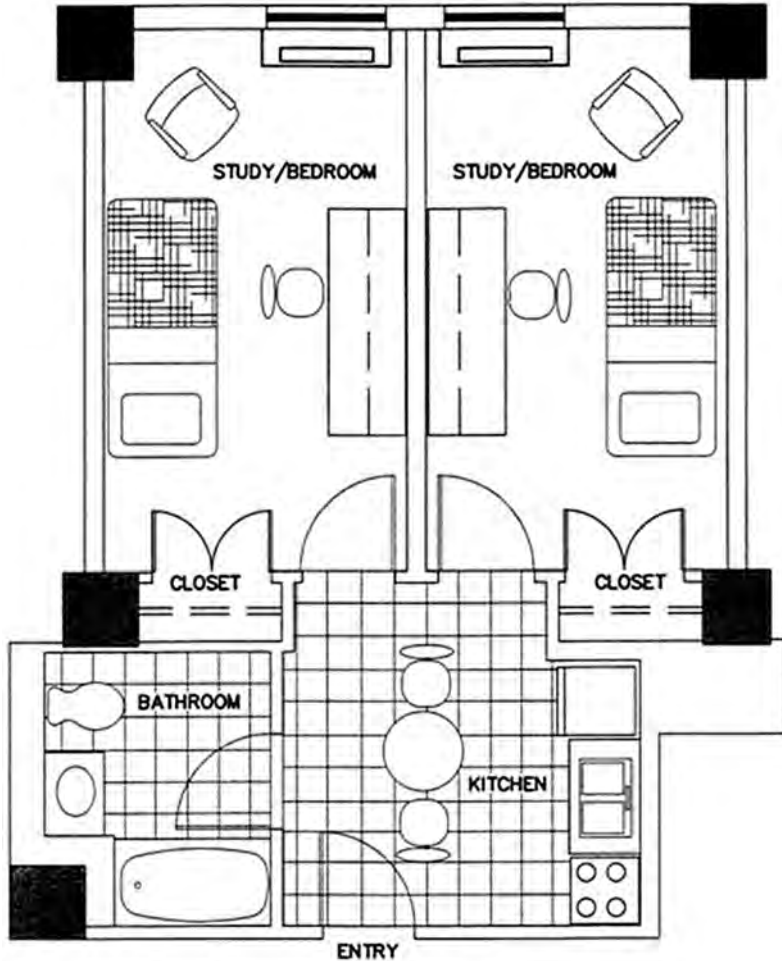 STUDY/BEDROOM
STUDY/BEDROOM
CLOSET
CLOSET
BATHROOM
KITCHEN
ENTRY